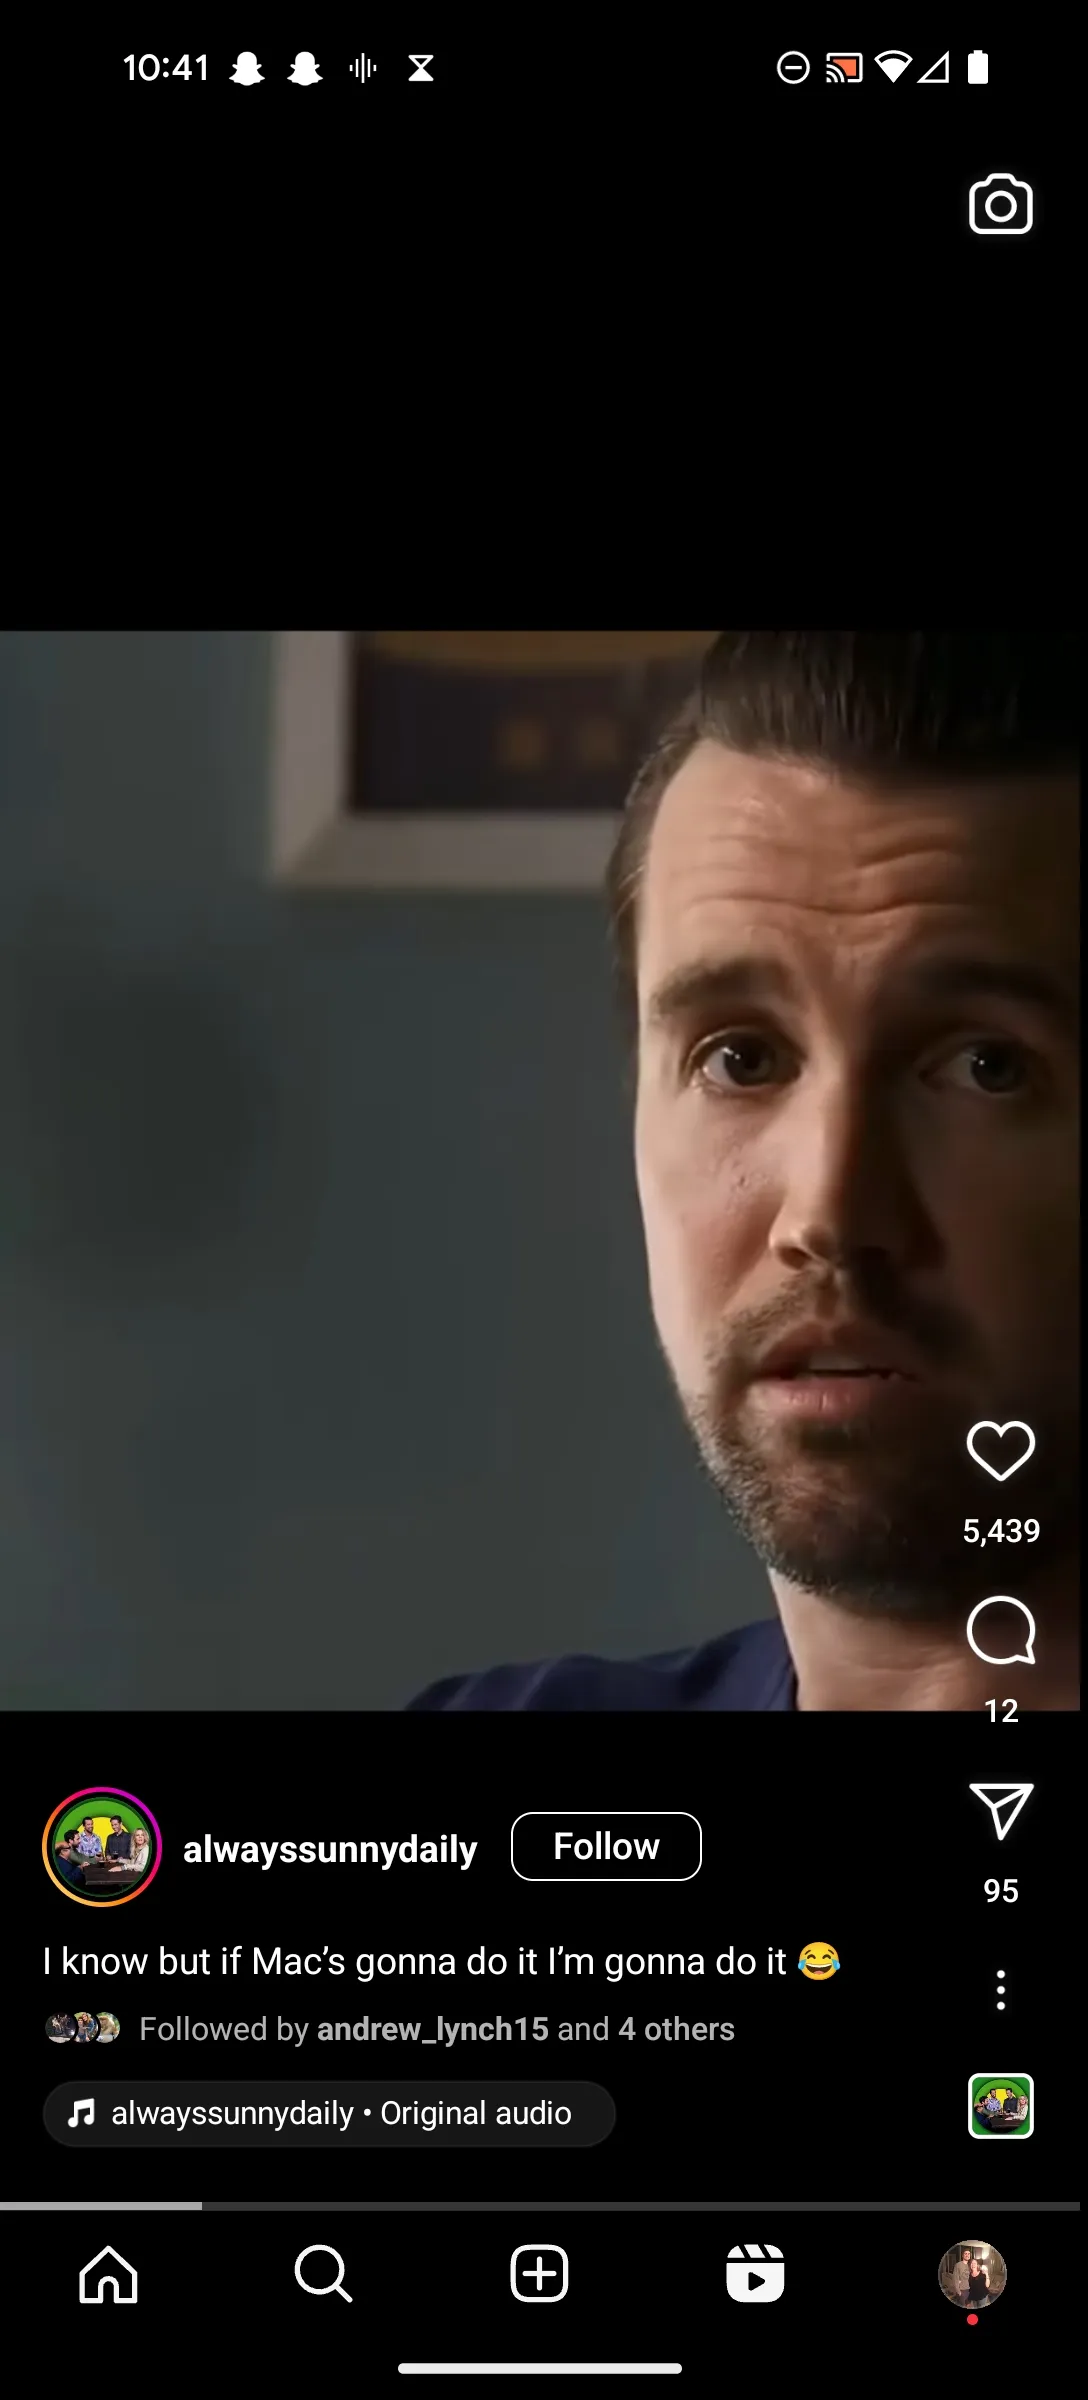 10:41
5,439
12
alwayssunnydaily Follow
95
I know but if Mac’s gonna do it I’m gonna do it 😂
Followed by andrew_lynch15 and 4 others
alwayssunnydaily • Original audio